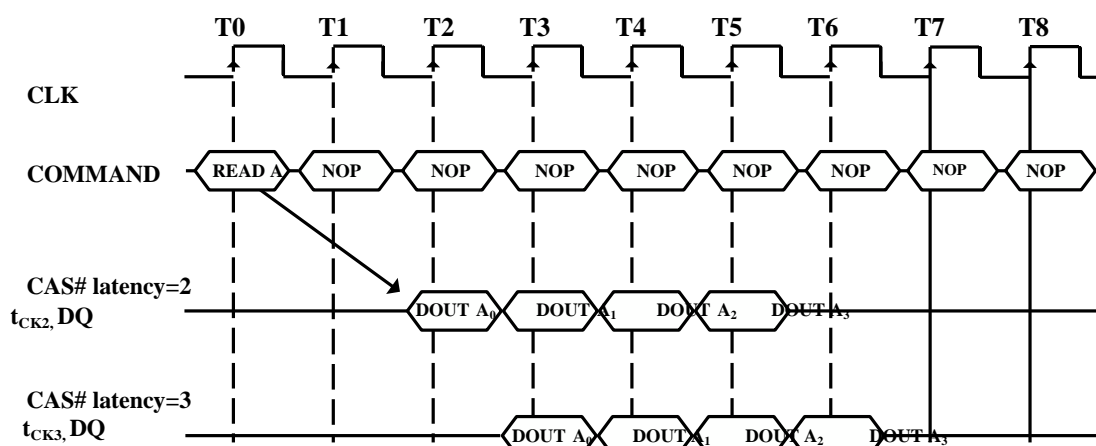 T0 T1 T2 T3 T4 T5 T6 T7 T8
CLK
COMMAND READ A NOP NOP NOP NOP NOP NOP NOP NOP
CAS# latency=2
tCK2, DQ DOUT A0 DOUT A1 DOUT A2 DOUT A3
CAS# latency=3
tCK3, DQ DOUT A0 DOUT A1 DOUT A2 DOUT A3